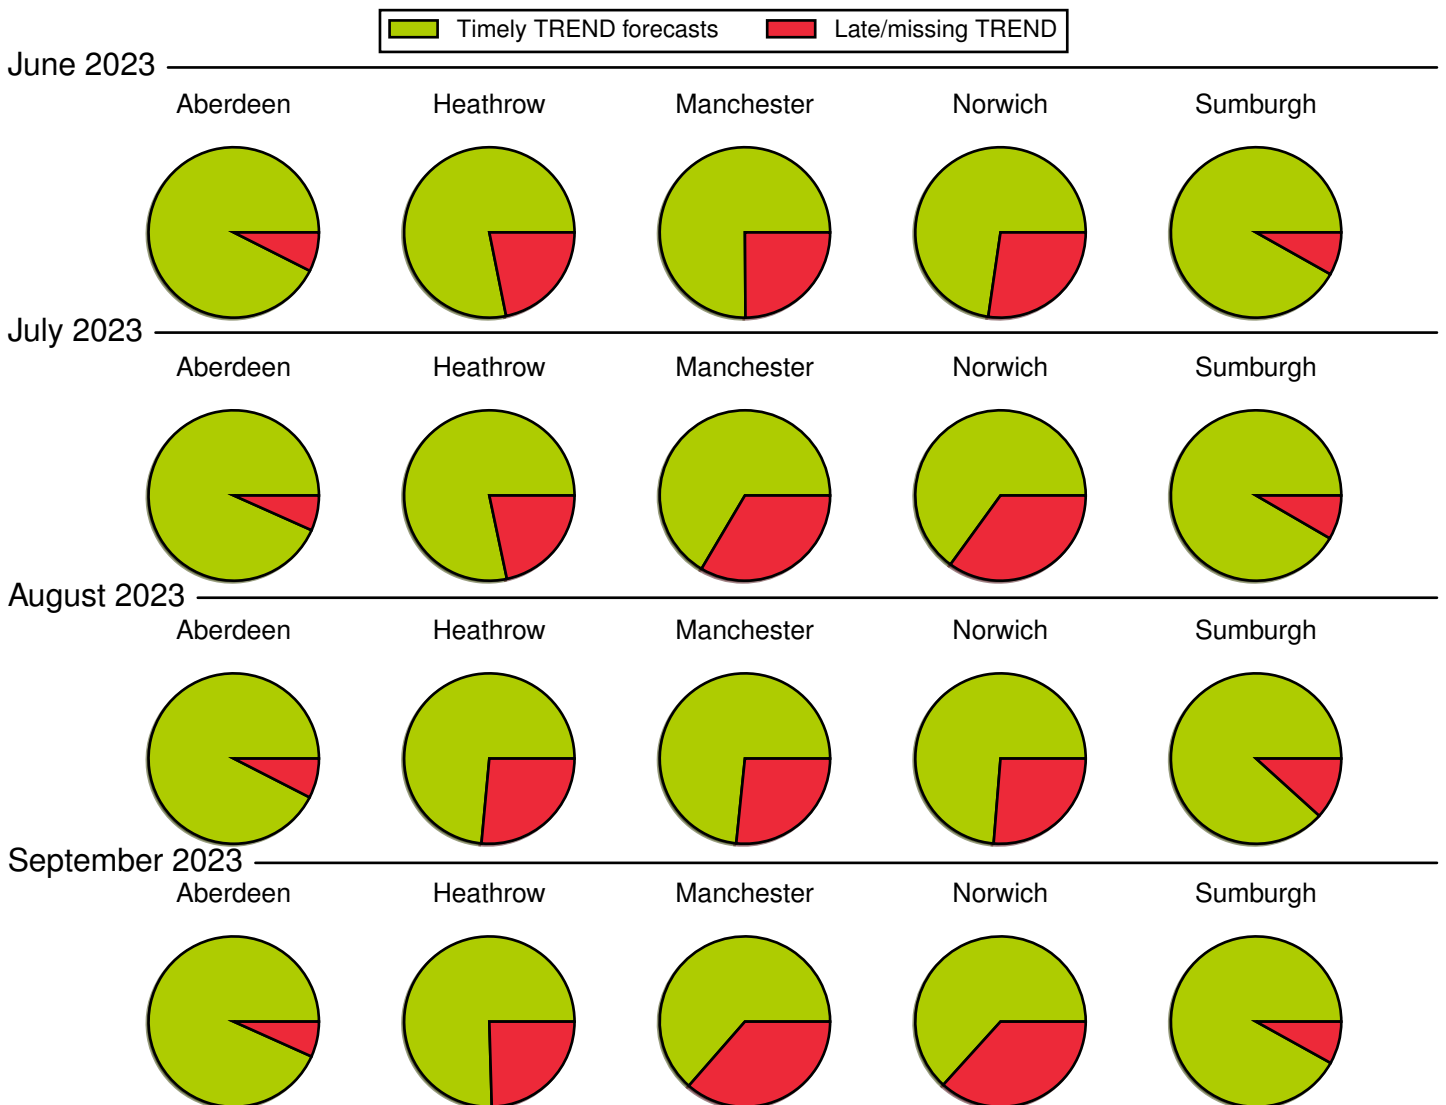 Timely TREND forecasts Late/missing TREND
June 2023
Aberdeen Heathrow Manchester Norwich Sumburgh
July 2023
Aberdeen Heathrow Manchester Norwich Sumburgh
August 2023
Aberdeen Heathrow Manchester Norwich Sumburgh
September 2023
Aberdeen Heathrow Manchester Norwich Sumburgh